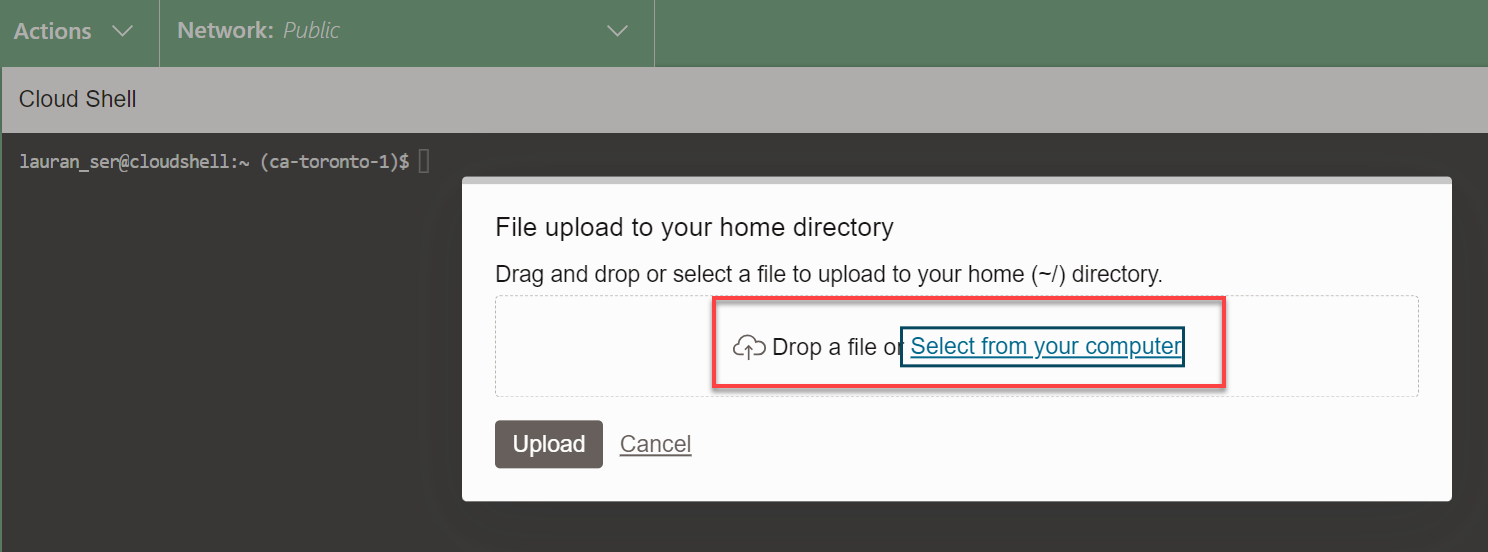 Actions Network: Public
Cloud Shell
lauran_ser@cloudshell:~ (ca-toronto-1)$
File upload to your home directory
Drag and drop or select a file to upload to your home (~/) directory.
Drop a file or Select from your computer
Upload Cancel